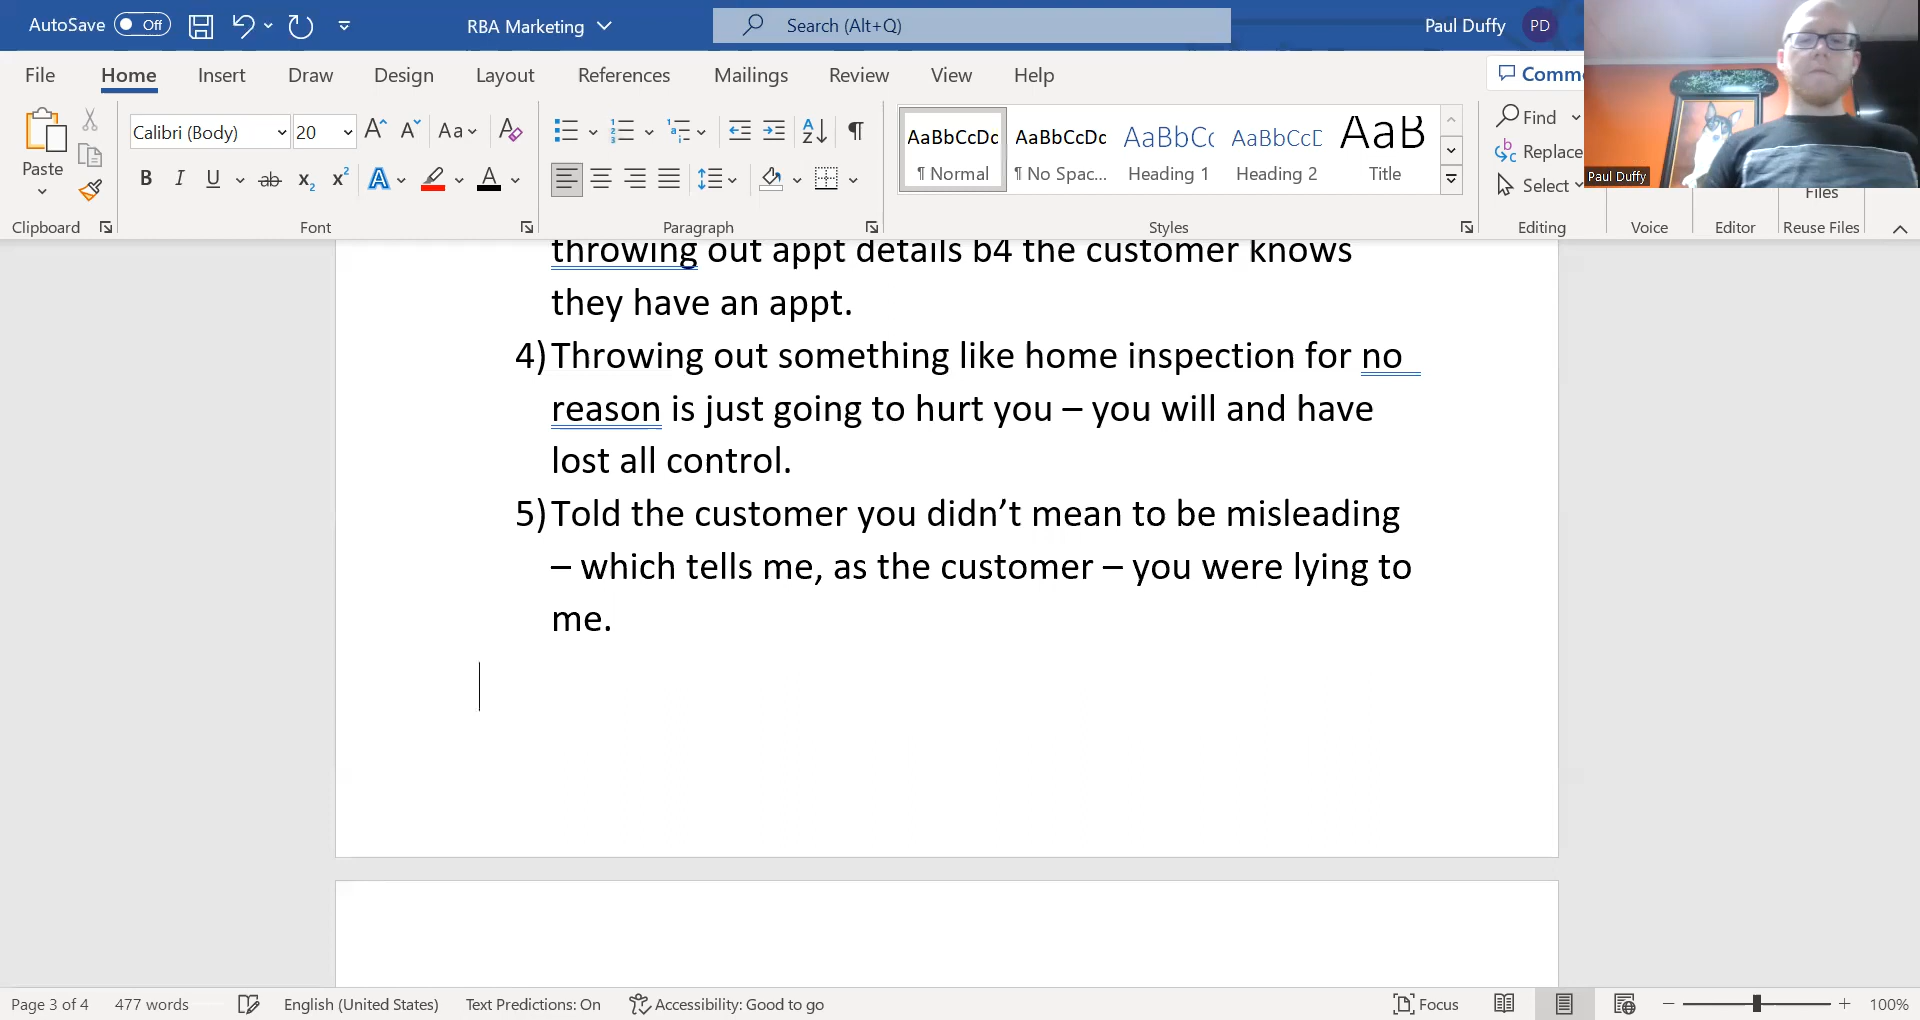 AutoSave Off RBA Marketing Search (Alt+Q) Paul Duffy PD
File Home Insert Draw Design Layout References Mailings Review View Help
Paste
Clipboard
Calibri (Body) 20 Aa
B I U ab x2 x2 A A
Font
Paragraph
AaBbCcDc AaBbCcDc AaBbCc AaBbCcD AaB
¶ Normal ¶ No Spac... Heading 1 Heading 2 Title
Styles
Find
Replace
Select
Editing
Voice
Editor
Files
Reuse Files
Paul Duffy
throwing out appt details b4 the customer knows
they have an appt.
4) Throwing out something like home inspection for no
reason is just going to hurt you – you will and have
lost all control.
5) Told the customer you didn’t mean to be misleading
– which tells me, as the customer – you were lying to
me.
Page 3 of 4 477 words English (United States) Text Predictions: On Accessibility: Good to go Focus 100%